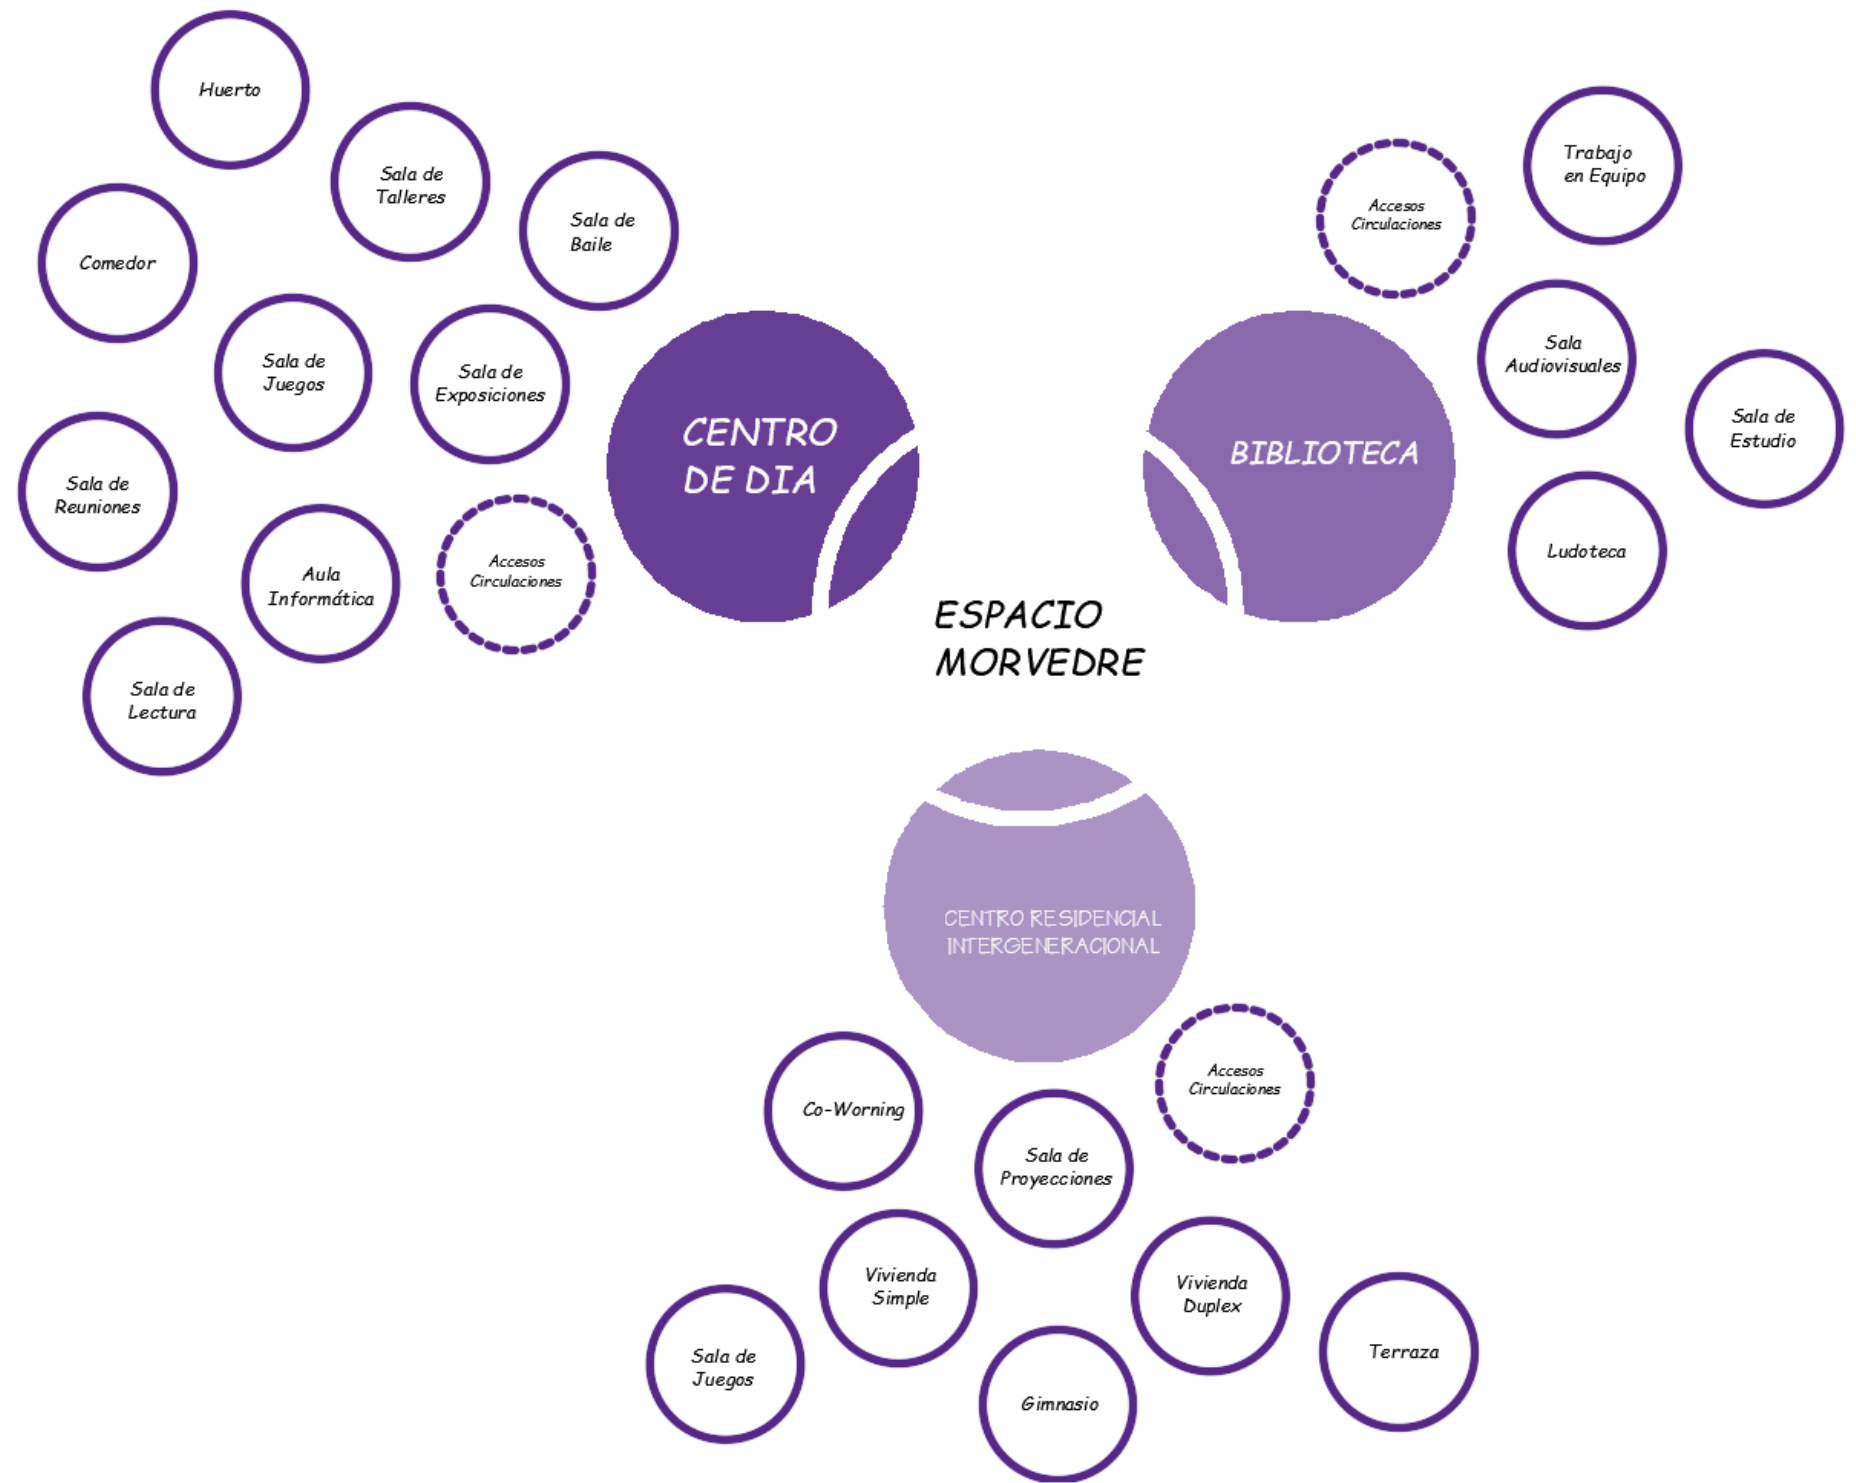 Huerto
Sala de
Talleres
Sala de
Baile
Comedor
Sala de
Juegos
Sala de
Exposiciones
Sala de
Reuniones
Aula
Informática
Accesos
Circulaciones
Sala de
Lectura
CENTRO
DE DIA
Accesos
Circulaciones
Trabajo
en Equipo
Sala
Audiovisuales
Sala de
Estudio
Ludoteca
BIBLIOTECA
ESPACIO
MORVEDRE
CENTRO RESIDENCIAL
INTERGENERACIONAL
Accesos
Circulaciones
Co-Worning
Sala de
Proyecciones
Vivienda
Simple
Vivienda
Duplex
Sala de
Juegos
Gimnasio
Terraza